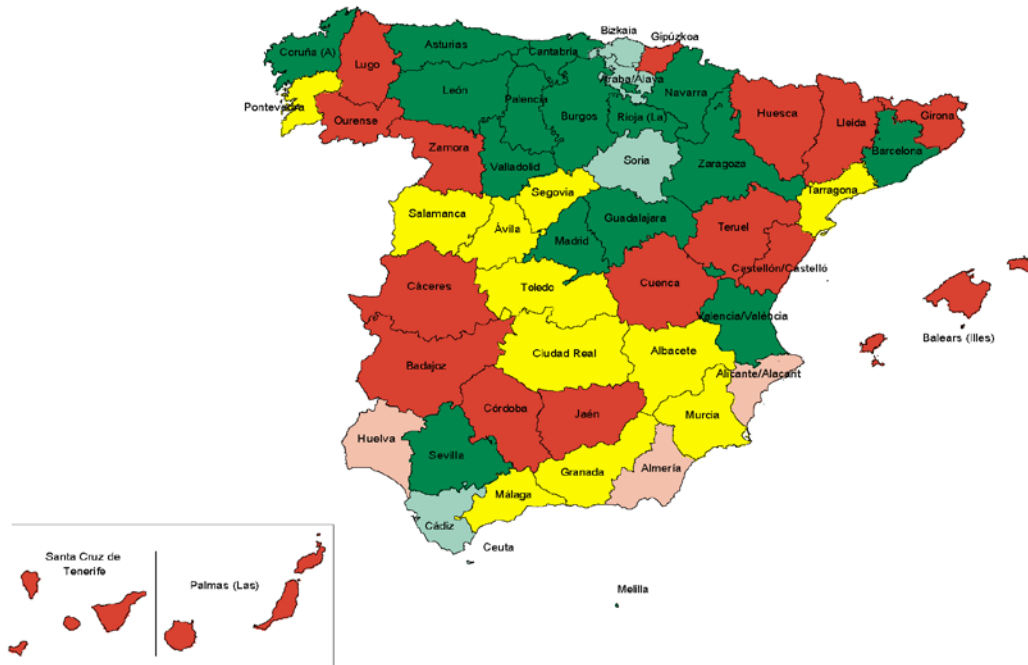 Bizkaia
Gipúzkoa
Coruña (A)
Asturias
Cantabria
Lugo
Araba/Alava
León
Palencia
Navarra
Pontevedra
Burgos
Rioja (La)
Huesca
Lleida
Girona
Ourense
Zamora
Barcelona
Valladolid
Soria
Zaragoza
Segovia
Tarragona
Salamanca
Ávila
Guadalajara
Madrid
Teruel
Castellón/Castelló
Cáceres
Toledo
Cuenca
Valencia/València
Balears (Illes)
Ciudad Real
Albacete
Badajoz
Alicante/Alacant
Córdoba
Jaén
Murcia
Huelva
Sevilla
Granada
Almería
Málaga
Cádiz
Ceuta
Santa Cruz de
Tenerife
Palmas (Las)
Melilla